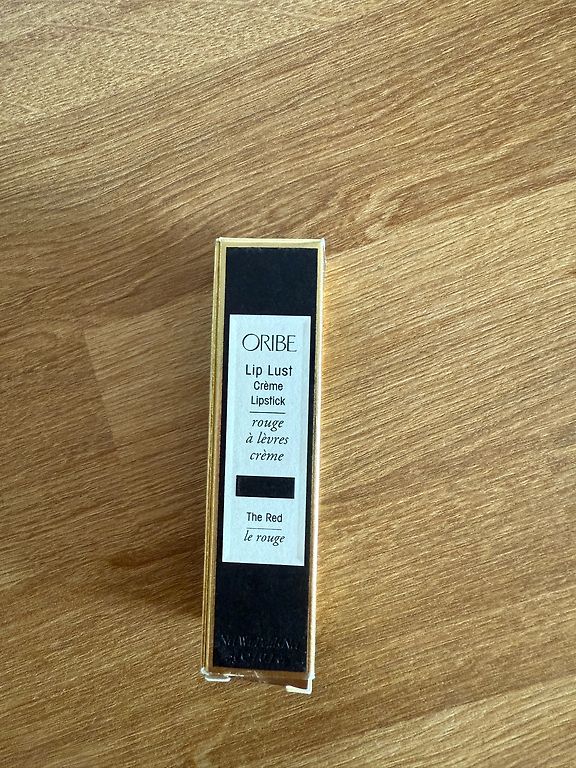 ORIBE
Lip Lust
Crème
Lipstick
rouge
à lèvres
crème
The Red
le rouge